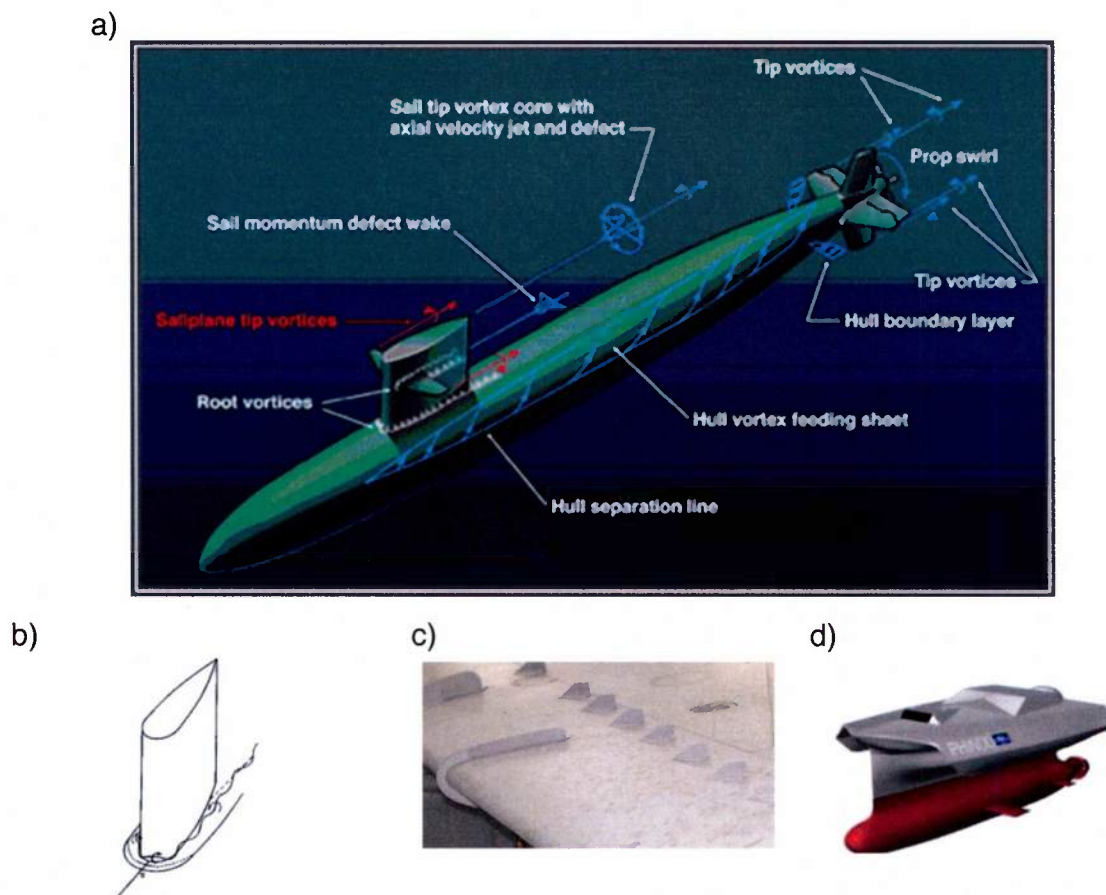 a)
Tip vortices
Sail tip vortex core with
axial velocity jet and defect
Prop swirl
Sail momentum defect wake
Tip vortices
Sailplane tip vortices
Hull boundary layer
Root vortices
Hull vortex feeding sheet
Hull separation line
b)
c)
d)